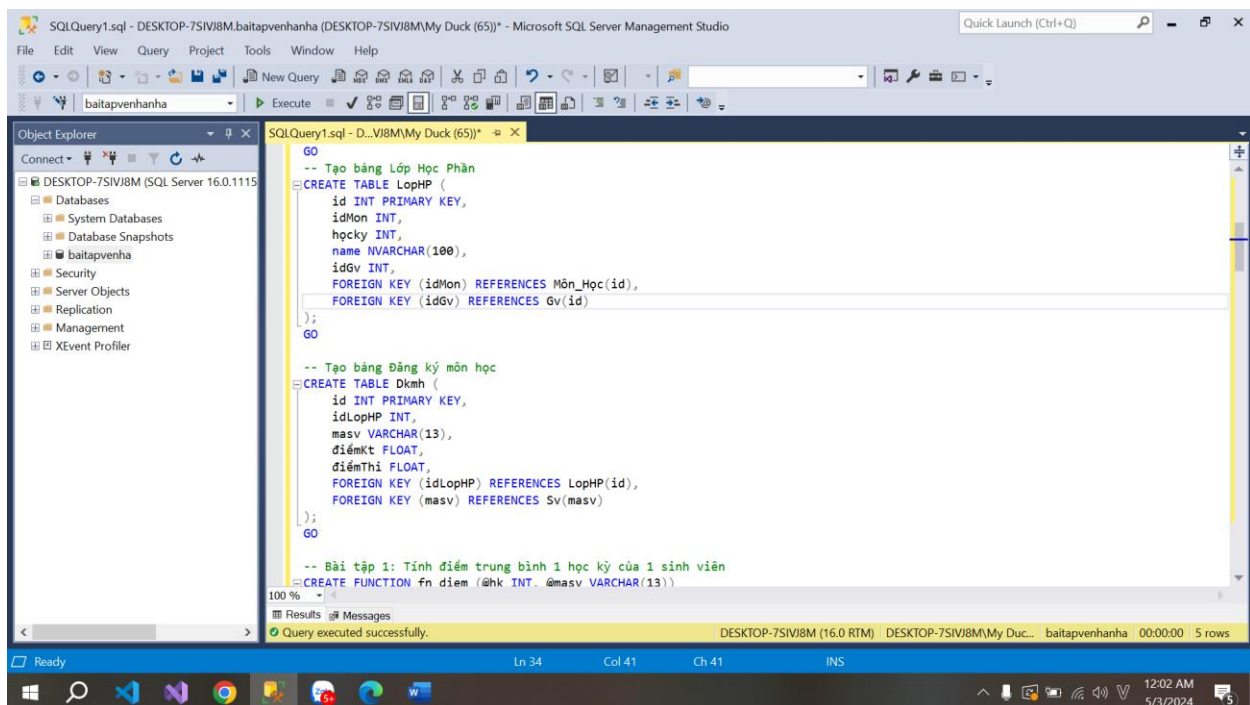 SQLQuery1.sql - DESKTOP-7SIVJ8M.baitapvenhanha (DESKTOP-7SIVJ8M\My Duck (65))* - Microsoft SQL Server Management Studio
Quick Launch (Ctrl+Q)
File Edit View Query Project Tools Window Help
New Query
baitapvenhanha
Execute
Object Explorer
SQLQuery1.sql - D...VJ8M\My Duck (65))*
Connect
DESKTOP-7SIVJ8M (SQL Server 16.0.1115
Databases
System Databases
Database Snapshots
baitapvenha
Security
Server Objects
Replication
Management
XEvent Profiler
GO
-- Tạo bảng Lớp Học Phần
CREATE TABLE LopHP (
id INT PRIMARY KEY,
idMon INT,
họcky INT,
name NVARCHAR(100),
idGv INT,
FOREIGN KEY (idMon) REFERENCES Môn_Học(id),
FOREIGN KEY (idGv) REFERENCES Gv(id)
);
GO
-- Tạo bảng Đăng ký môn học
CREATE TABLE Dkmh (
id INT PRIMARY KEY,
idLopHP INT,
masv VARCHAR(13),
điểmKt FLOAT,
điểmThi FLOAT,
FOREIGN KEY (idLopHP) REFERENCES LopHP(id),
FOREIGN KEY (masv) REFERENCES Sv(masv)
);
GO
-- Bài tập 1: Tính điểm trung bình 1 học kỳ của 1 sinh viên
CREATE FUNCTION fn_diem (@hk INT, @masv VARCHAR(13))
100 %
Results Messages
Query executed successfully.
DESKTOP-7SIVJ8M (16.0 RTM) DESKTOP-7SIVJ8M\My Duc... baitapvenhanha 00:00:00 5 rows
Ready Ln 34 Col 41 Ch 41 INS
12:02 AM
5/3/2024